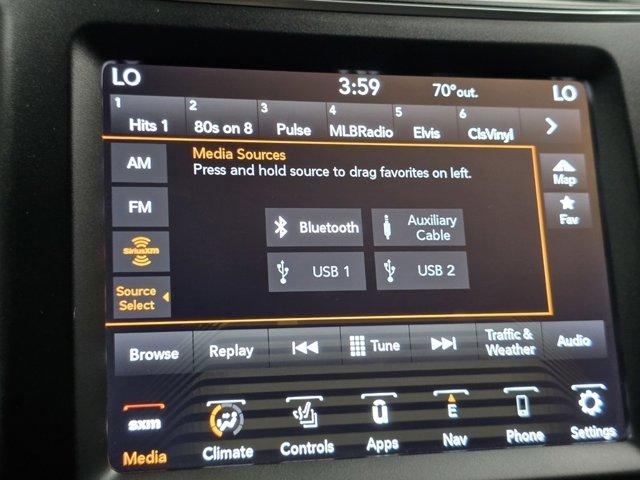 LO 3:59 70°out. LO
1 Hits 1 2 80s on 8 3 Pulse 4 MLBRadio 5 Elvis 6 ClsVinyl
AM
Media Sources
Press and hold source to drag favorites on left.
Map
FM
Fav
Bluetooth
Auxiliary
Cable
SiriusXM
USB 1 USB 2
Source
Select
Browse Replay Tune Traffic &
Weather Audio
sxm E
Media Climate Controls Apps Nav Phone Settings